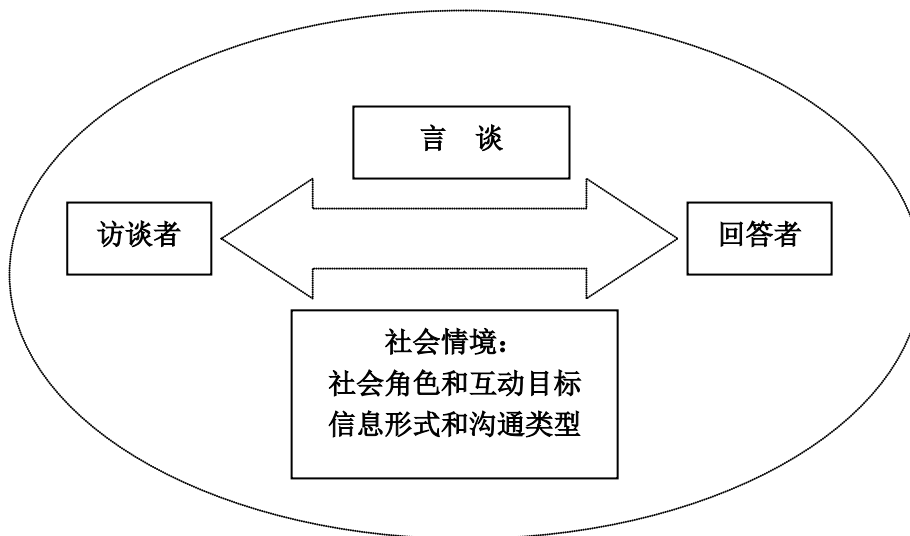 言 谈
访谈者
回答者
社会情境：
社会角色和互动目标
信息形式和沟通类型